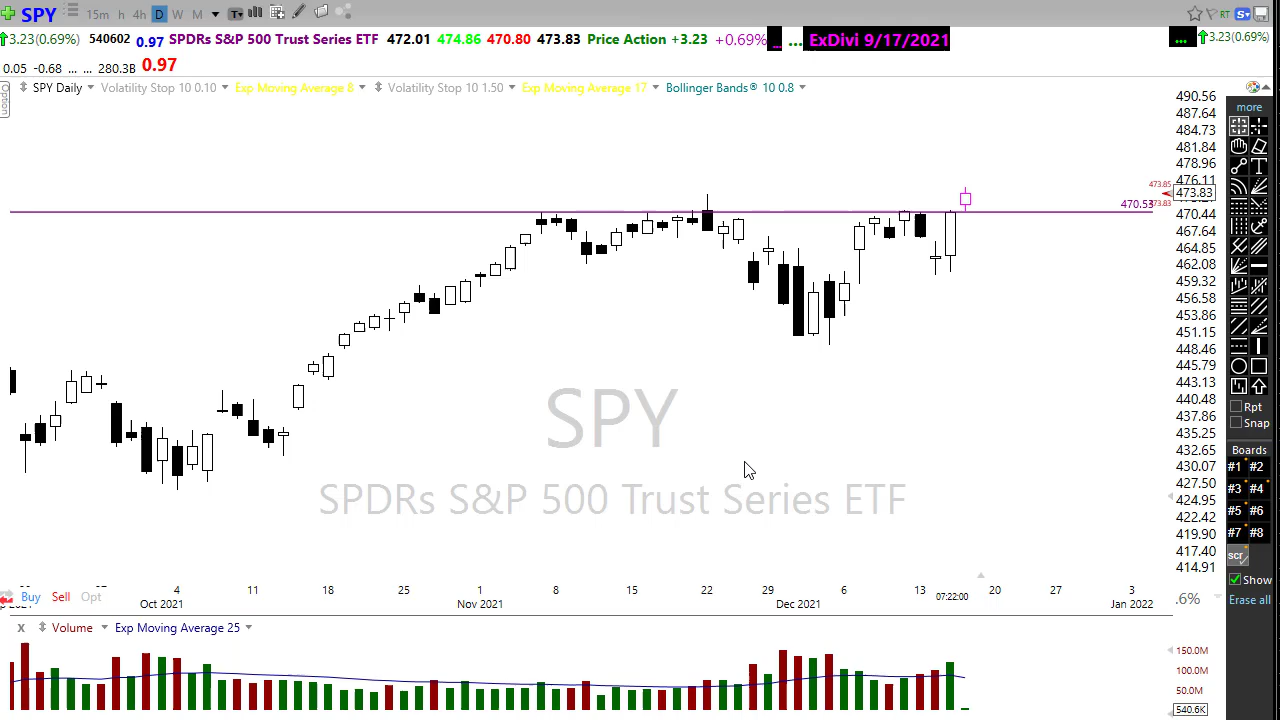 SPY 15m h 4h D W M T RT S
3.23(0.69%) 540602 0.97 SPDRs S&P 500 Trust Series ETF 472.01 474.86 470.80 473.83 Price Action +3.23 +0.69% ... ... ExDivi 9/17/2021 ... 3.23(0.69%)
0.05 -0.68 ... ... 280.3B 0.97
Option SPY Daily Volatility Stop 10 0.10 Exp Moving Average 8 Volatility Stop 10 1.50 Exp Moving Average 17 Bollinger Bands® 10 0.8
490.56
more
487.64
484.73
481.84
478.96
476.11
473.85
473.83
470.53 473.83
470.44
467.64
464.85
462.08
459.32
456.58
453.86
451.15
448.46
445.79
443.13
440.48
437.86
435.25
432.65
430.07
427.50
424.95
422.42
419.90
417.40
414.91
Rpt
Snap
Boards
#1 #2
#3 #4
#5 #6
#7 #8
scr
Show
Erase all
SPY
SPDRs S&P 500 Trust Series ETF
4 11 18 25 1 8 15 22 29 6 13 20 27 3
Oct 2021 Nov 2021 Dec 2021 07:22:00 Jan 2022
Buy Sell Opt .6%
X Volume Exp Moving Average 25
150.0M
100.0M
50.0M
540.6K